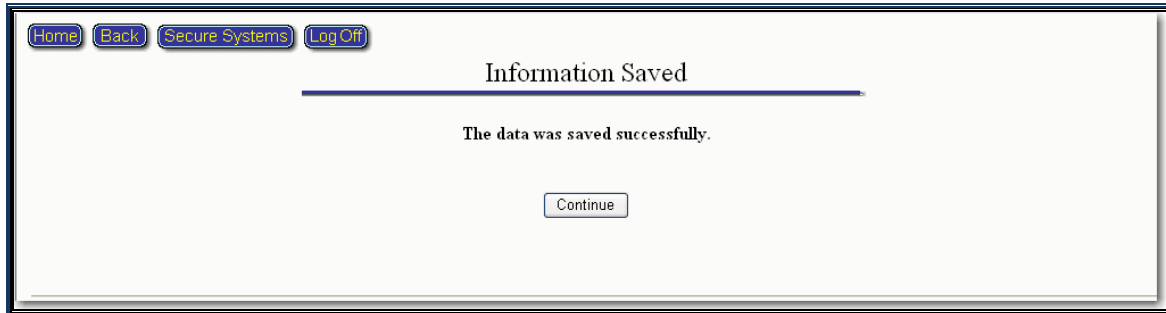 Home Back Secure Systems Log Off
Information Saved
The data was saved successfully.
Continue